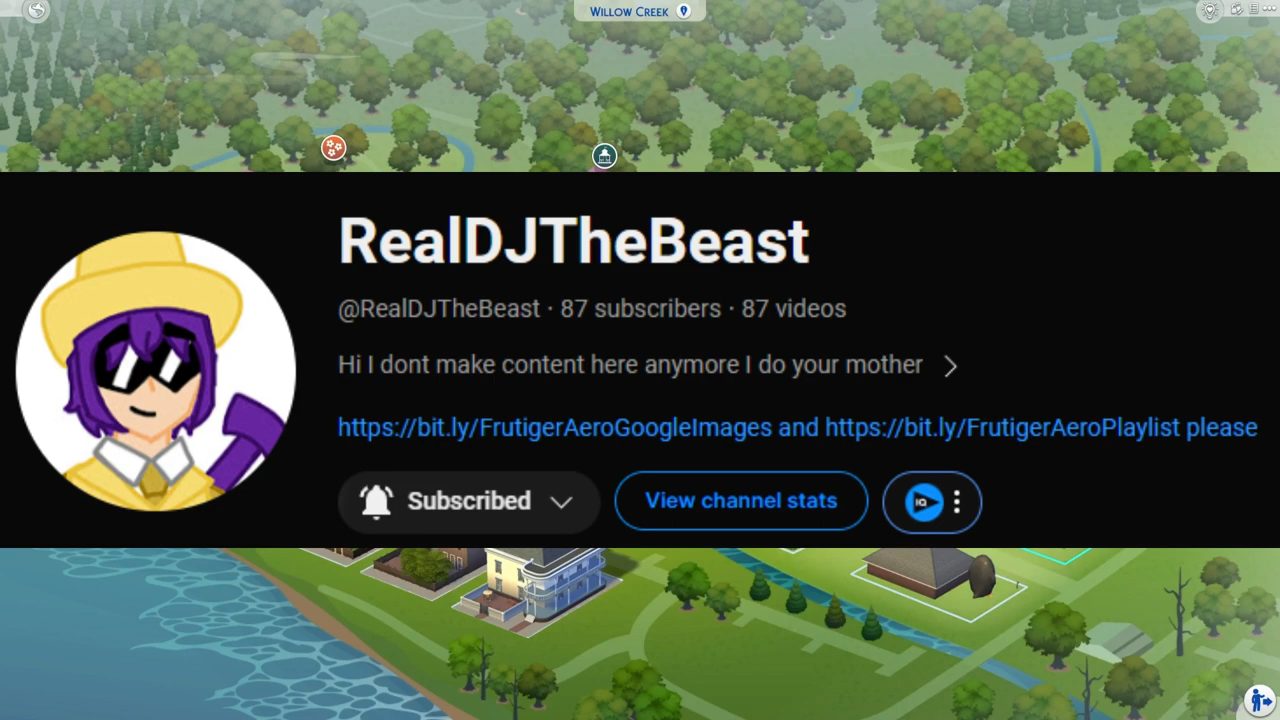 WILLOW CREEK
RealDJTheBeast
@RealDJTheBeast · 87 subscribers · 87 videos
Hi I dont make content here anymore I do your mother
https://bit.ly/FrutigerAeroGoogleImages and https://bit.ly/FrutigerAeroPlaylist please
Subscribed
View channel stats
IQ